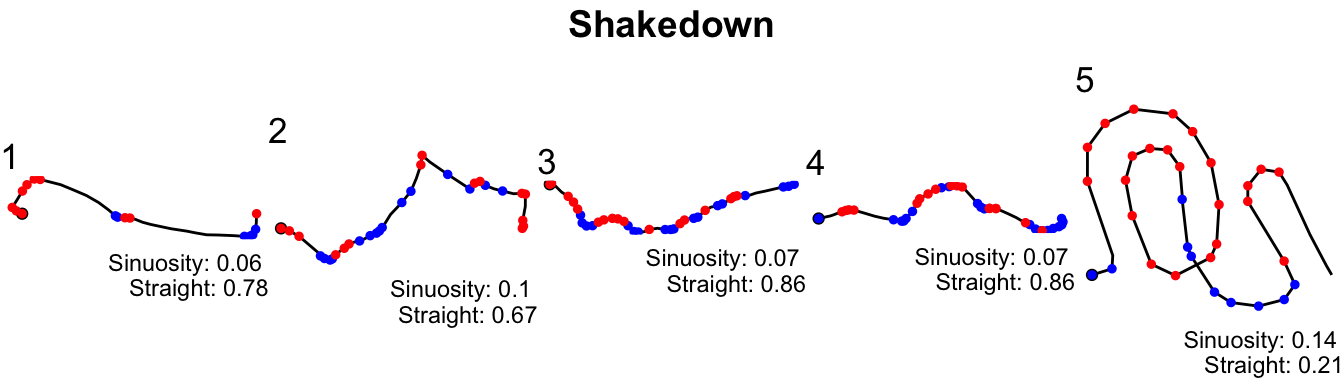 Shakedown
1
Sinuosity: 0.06
Straight: 0.78
2
Sinuosity: 0.1
Straight: 0.67
3
Sinuosity: 0.07
Straight: 0.86
4
Sinuosity: 0.07
Straight: 0.86
5
Sinuosity: 0.14
Straight: 0.21